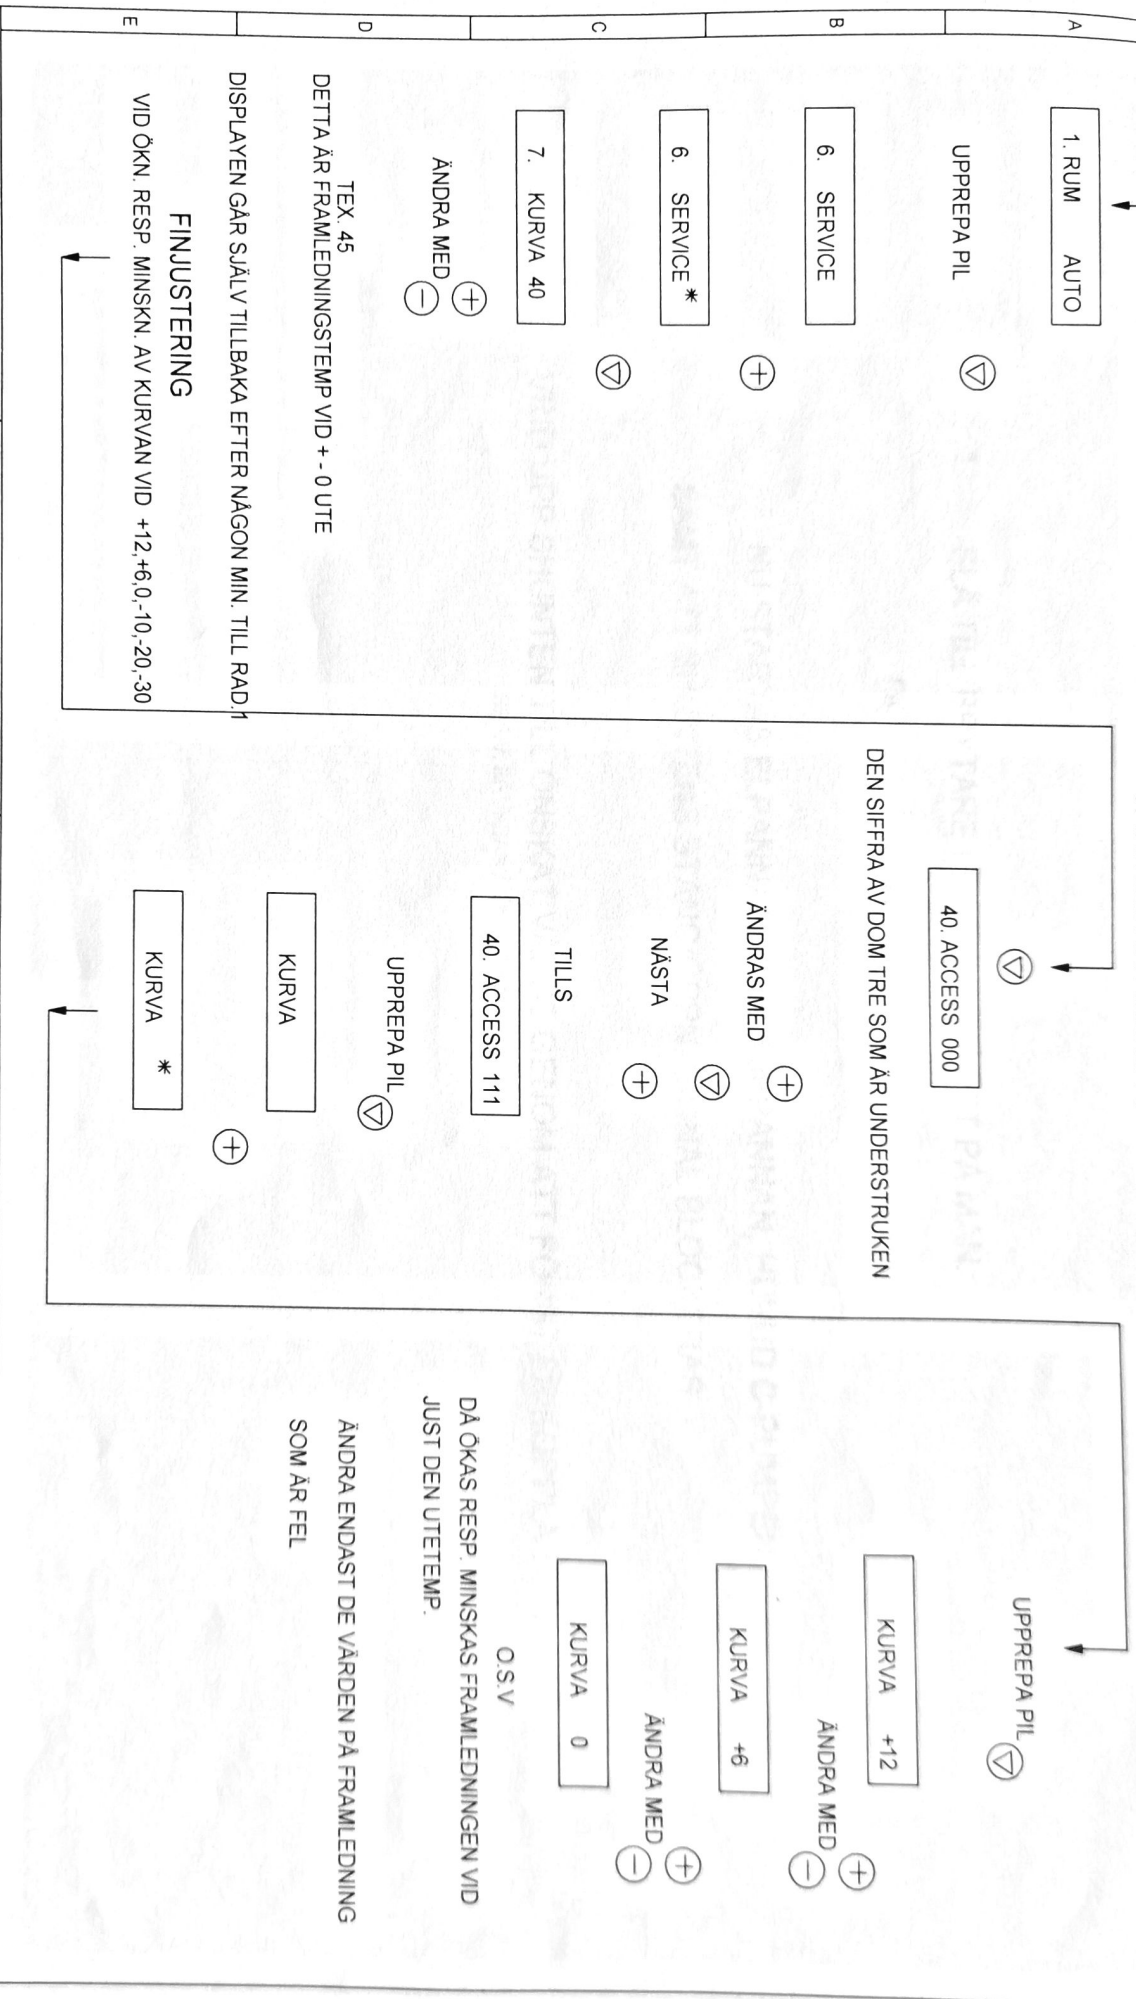 A
B
C
D
E
1. RUM AUTO
UPPREPA PIL
6. SERVICE
6. SERVICE *
7. KURVA 40
ÄNDRA MED + −
TEX. 45
DETTA ÄR FRAMLEDNINGSTEMP VID + - 0 UTE
DISPLAYEN GÅR SJÄLV TILLBAKA EFTER NÅGON MIN. TILL RAD.1
FINJUSTERING
VID ÖKN. RESP. MINSKN. AV KURVAN VID +12,+6,0,-10,-20,-30
40. ACCESS 000
DEN SIFFRA AV DOM TRE SOM ÄR UNDERSTRUKEN
ÄNDRAS MED +
NÄSTA
+
TILLS
40. ACCESS 111
UPPREPA PIL
KURVA
+
KURVA *
UPPREPA PIL
KURVA +12
ÄNDRA MED + −
KURVA +6
ÄNDRA MED + −
KURVA 0
O.S.V
DÅ ÖKAS RESP. MINSKAS FRAMLEDNINGEN VID
JUST DEN UTETEMP.
ÄNDRA ENDAST DE VÄRDEN PÅ FRAMLEDNING
SOM ÄR FEL